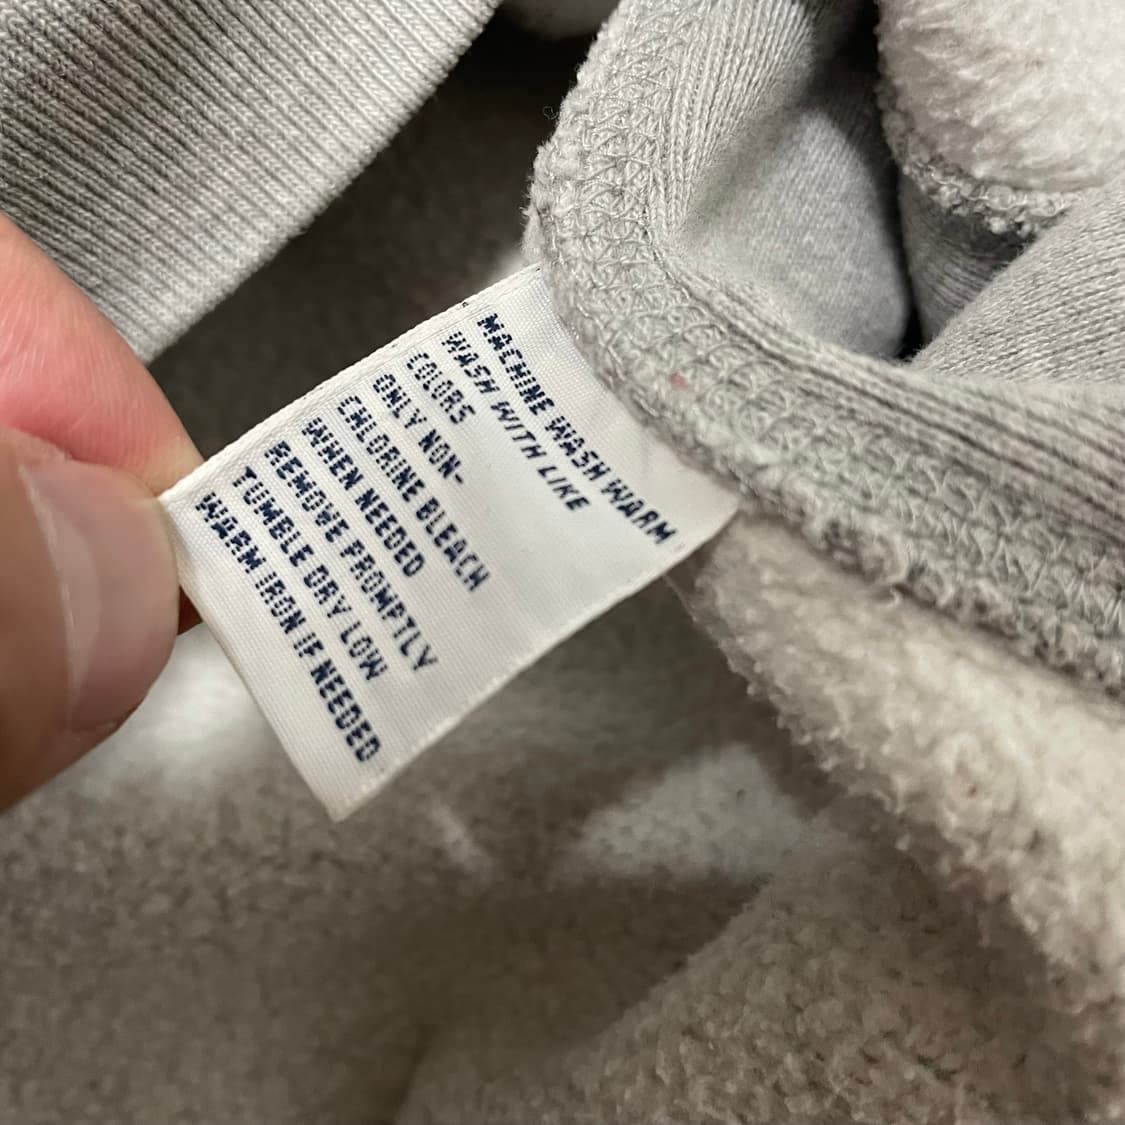 MACHINE WASH WARM
WASH WITH LIKE
COLORS
ONLY NON-
CHLORINE BLEACH
WHEN NEEDED
REMOVE PROMPTLY
TUMBLE DRY LOW
WARM IRON IF NEEDED